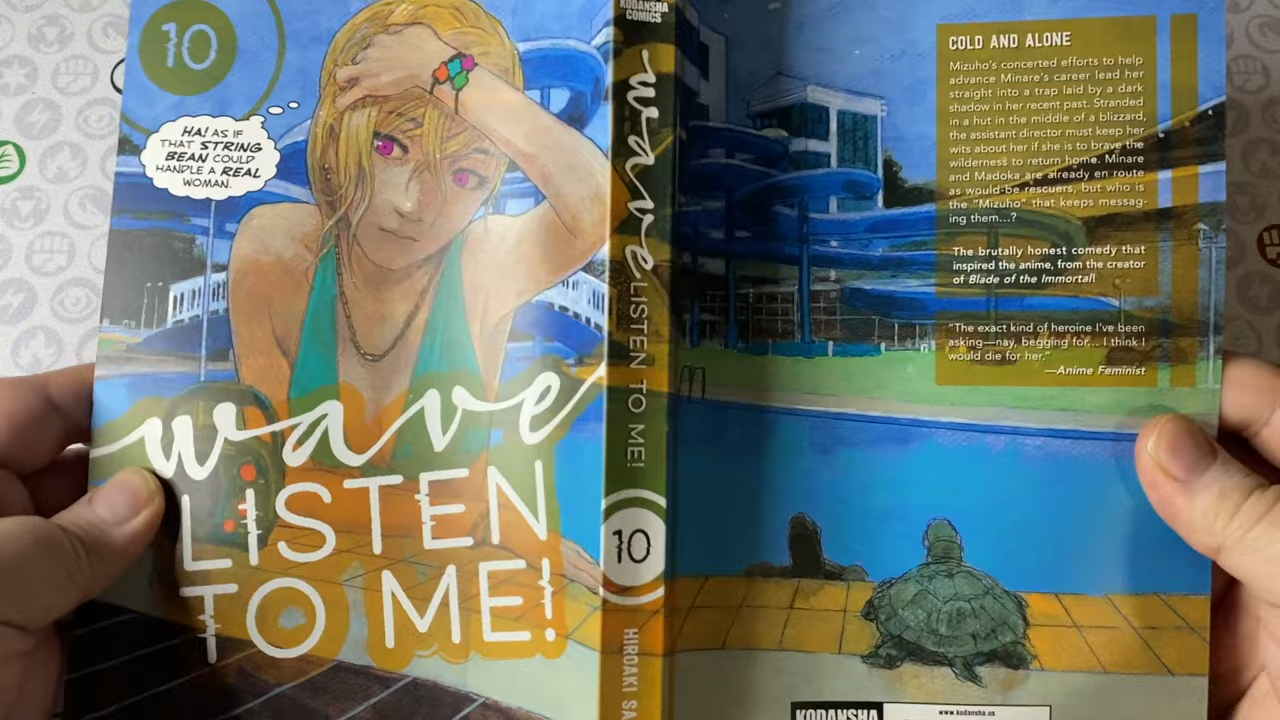 10
HA! AS IF
THAT STRING
BEAN COULD
HANDLE A REAL
WOMAN.
wave
LISTEN
TO ME!
KODANSHA
COMICS
wave LISTEN TO ME!
10
HIROAKI SA
COLD AND ALONE
Mizuho's concerted efforts to help
advance Minare's career lead her
straight into a trap laid by a dark
shadow in her recent past. Stranded
in a hut in the middle of a blizzard,
the assistant director must keep her
wits about her if she is to brave the
wilderness to return home. Minare
and Madoka are already en route
as would-be rescuers, but who is
the "Mizuho" that keeps messag-
ing them...?
The brutally honest comedy that
inspired the anime, from the creator
of Blade of the Immortal!
"The exact kind of heroine I've been
asking—nay, begging for... I think I
would die for her."
—Anime Feminist
KODANSHA
www.kodansha.us